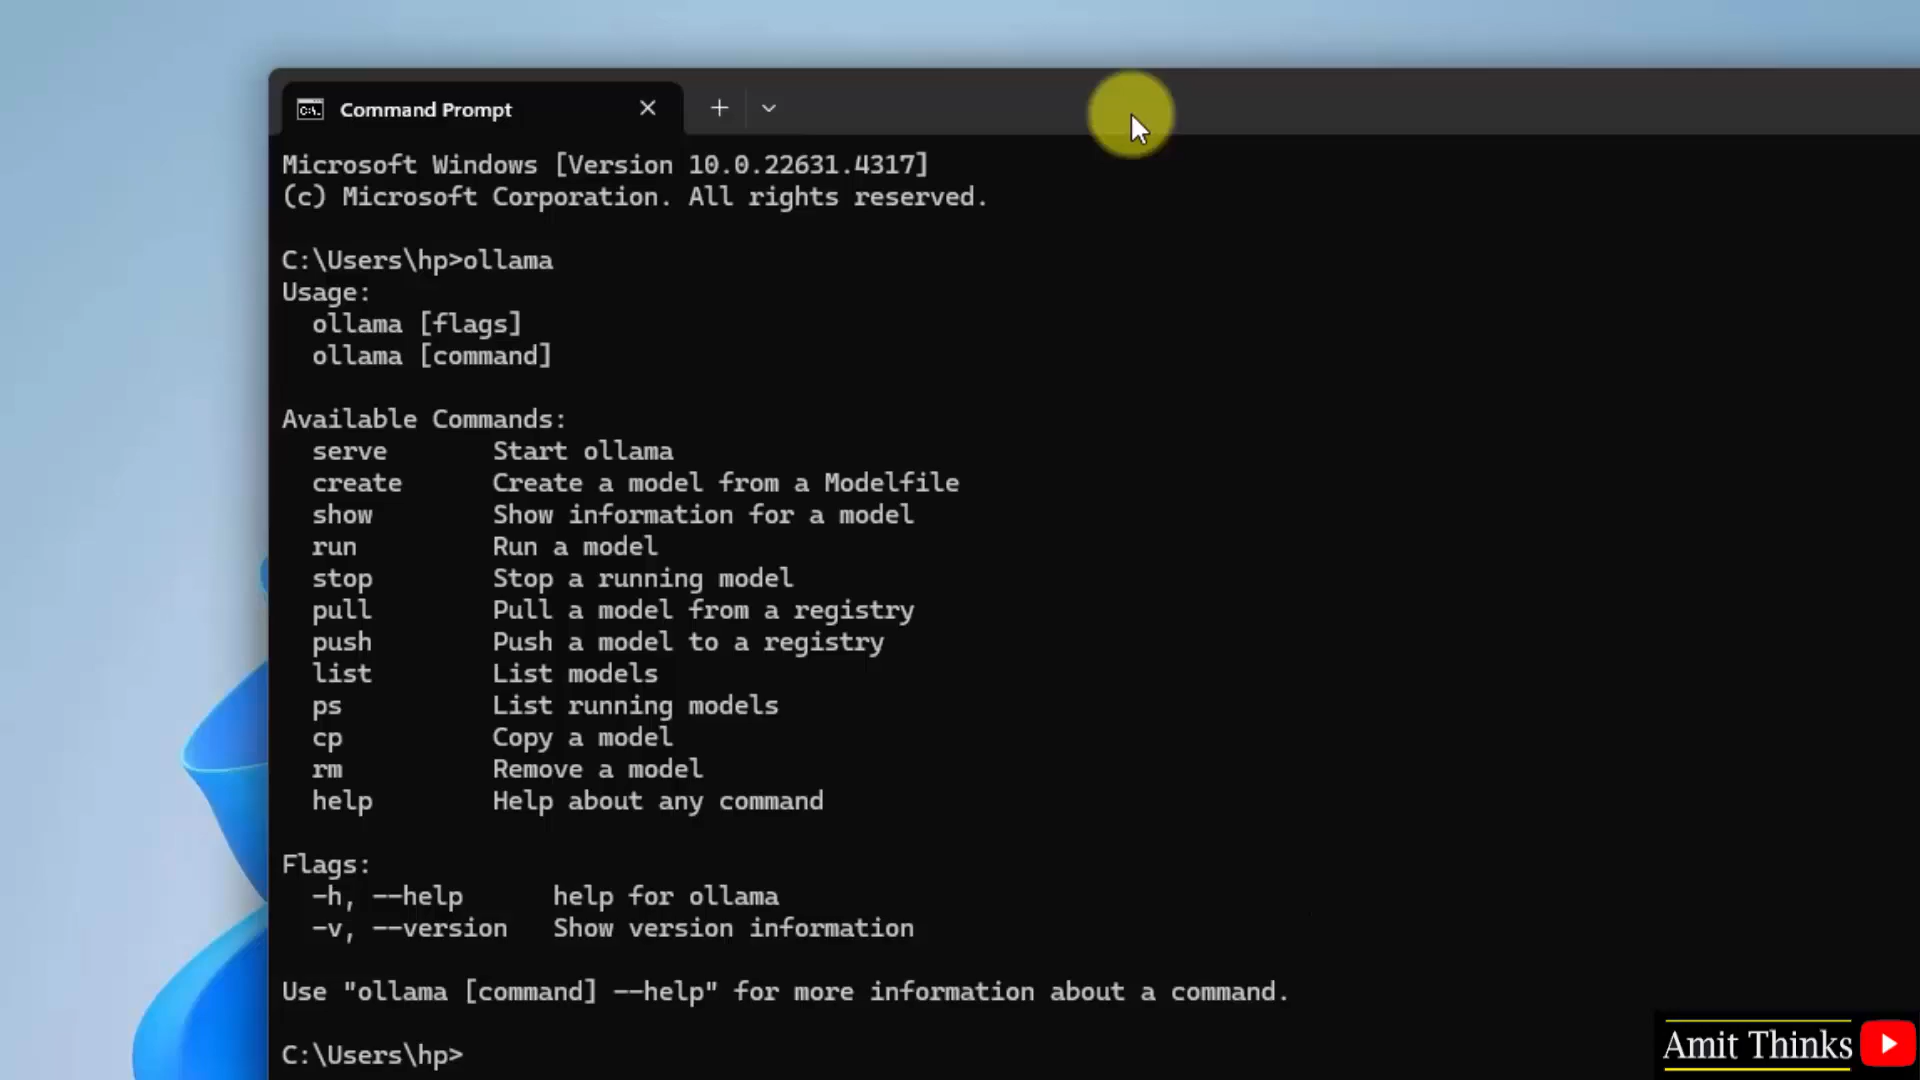 Command Prompt
Microsoft Windows [Version 10.0.22631.4317]
(c) Microsoft Corporation. All rights reserved.
C:\Users\hp>ollama
Usage:
  ollama [flags]
  ollama [command]
Available Commands:
  serve       Start ollama
  create      Create a model from a Modelfile
  show        Show information for a model
  run         Run a model
  stop        Stop a running model
  pull        Pull a model from a registry
  push        Push a model to a registry
  list        List models
  ps          List running models
  cp          Copy a model
  rm          Remove a model
  help        Help about any command
Flags:
  -h, --help      help for ollama
  -v, --version   Show version information
Use "ollama [command] --help" for more information about a command.
C:\Users\hp>
Amit Thinks